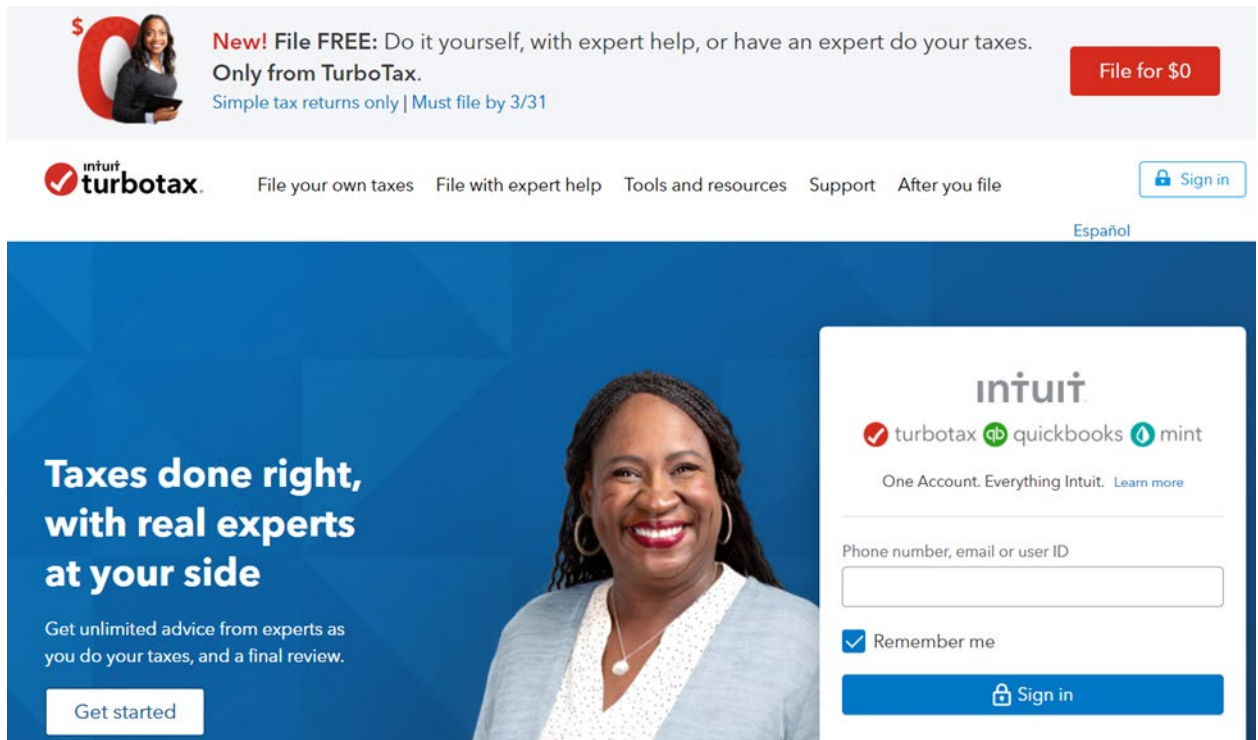 $0
New! File FREE: Do it yourself, with expert help, or have an expert do your taxes.
Only from TurboTax.
Simple tax returns only | Must file by 3/31
File for $0
intuit
turbotax.
File your own taxes File with expert help Tools and resources Support After you file
Sign in
Español
Taxes done right,
with real experts
at your side
Get unlimited advice from experts as
you do your taxes, and a final review.
Get started
intuit
turbotax qb quickbooks mint
One Account. Everything Intuit. Learn more
Phone number, email or user ID
Remember me
Sign in